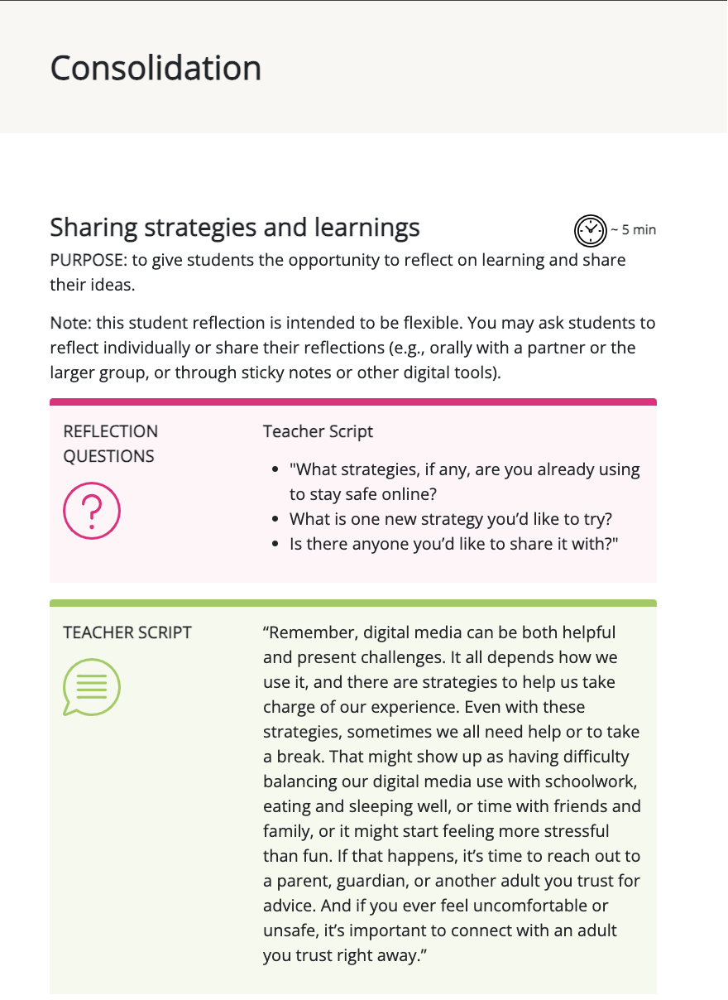 Consolidation
Sharing strategies and learnings
~ 5 min
PURPOSE: to give students the opportunity to reflect on learning and share
their ideas.
Note: this student reflection is intended to be flexible. You may ask students to
reflect individually or share their reflections (e.g., orally with a partner or the
larger group, or through sticky notes or other digital tools).
REFLECTION
QUESTIONS
?
Teacher Script
• "What strategies, if any, are you already using
to stay safe online?
• What is one new strategy you’d like to try?
• Is there anyone you’d like to share it with?"
TEACHER SCRIPT
“Remember, digital media can be both helpful
and present challenges. It all depends how we
use it, and there are strategies to help us take
charge of our experience. Even with these
strategies, sometimes we all need help or to take
a break. That might show up as having difficulty
balancing our digital media use with schoolwork,
eating and sleeping well, or time with friends and
family, or it might start feeling more stressful
than fun. If that happens, it’s time to reach out to
a parent, guardian, or another adult you trust for
advice. And if you ever feel uncomfortable or
unsafe, it’s important to connect with an adult
you trust right away.”